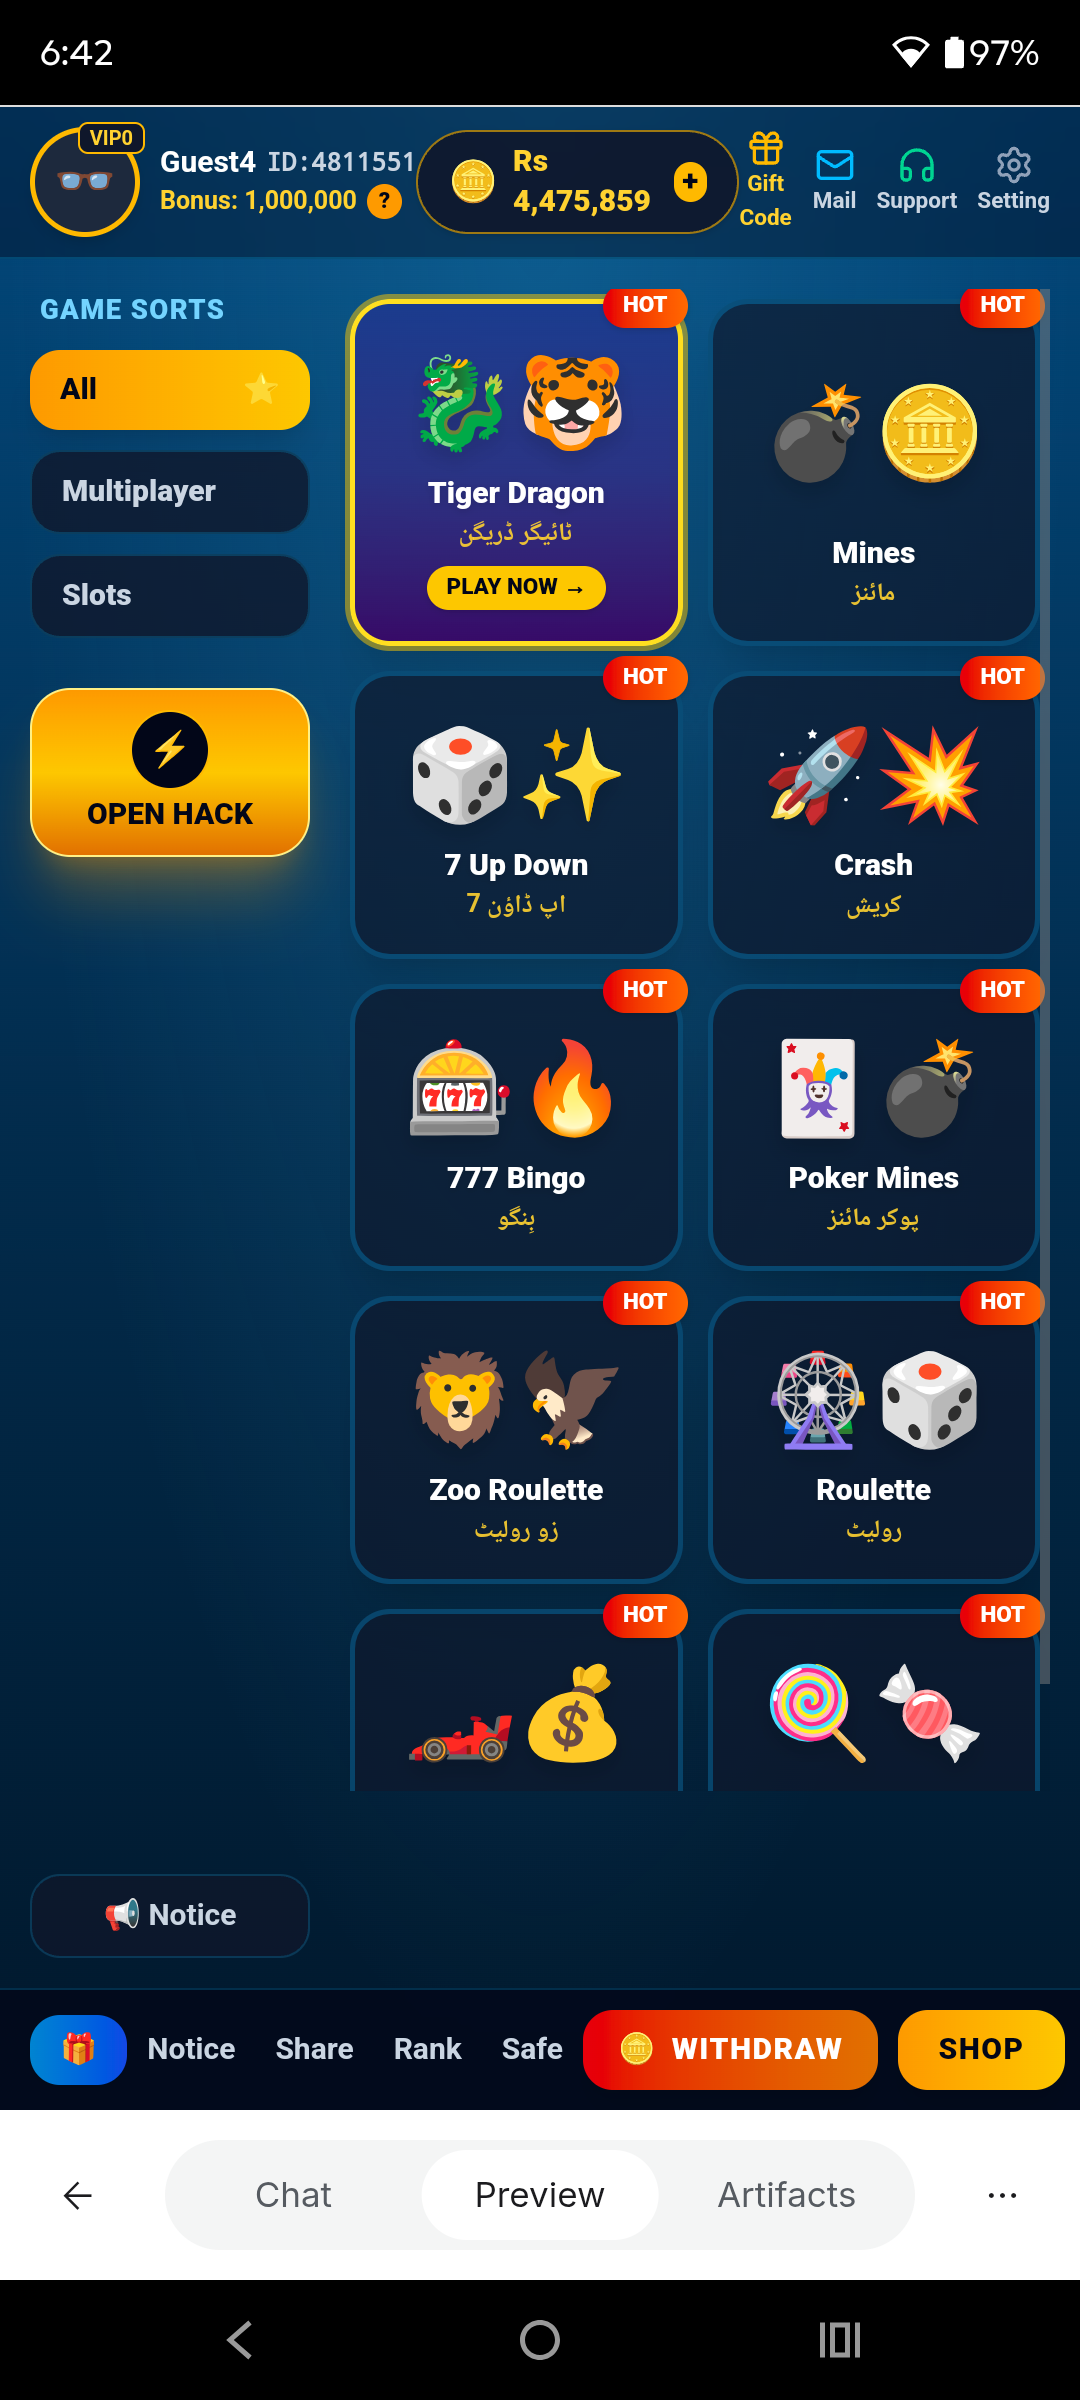 6:42
97%
VIP0
Guest4 ID:4811551
Bonus: 1,000,000 ?
Rs
4,475,859
+
Gift
Code
Mail
Support
Setting
GAME SORTS
All
Multiplayer
Slots
OPEN HACK
HOT
Tiger Dragon
ٹائیگر ڈریگن
PLAY NOW →
HOT
Mines
مائنز
HOT
7 Up Down
7 اپ ڈاؤن
HOT
Crash
کریش
HOT
777
777 Bingo
بِنگو
HOT
Poker Mines
پوکر مائنز
HOT
Zoo Roulette
زو رولیٹ
HOT
Roulette
رولیٹ
HOT
$
HOT
Notice
Notice
Share
Rank
Safe
WITHDRAW
SHOP
Chat
Preview
Artifacts